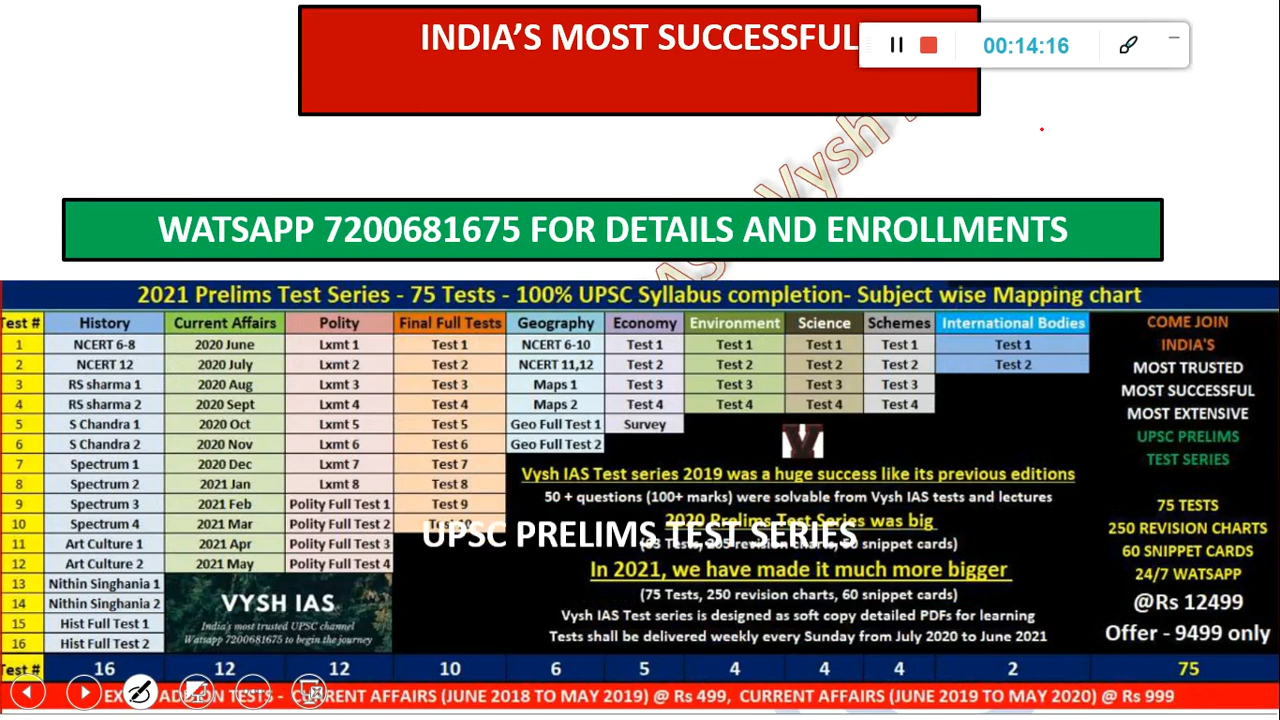 INDIA'S MOST SUCCESSFUL
00:14:16
Vysh
WATSAPP 7200681675 FOR DETAILS AND ENROLLMENTS
2021 Prelims Test Series - 75 Tests - 100% UPSC Syllabus completion- Subject wise Mapping chart
Test # History Current Affairs Polity Final Full Tests Geography Economy Environment Science Schemes International Bodies
1 NCERT 6-8 2020 June Lxmt 1 Test 1 NCERT 6-10 Test 1 Test 1 Test 1 Test 1 Test 1
2 NCERT 12 2020 July Lxmt 2 Test 2 NCERT 11,12 Test 2 Test 2 Test 2 Test 2 Test 2
3 RS sharma 1 2020 Aug Lxmt 3 Test 3 Maps 1 Test 3 Test 3 Test 3 Test 3
4 RS sharma 2 2020 Sept Lxmt 4 Test 4 Maps 2 Test 4 Test 4 Test 4 Test 4
5 S Chandra 1 2020 Oct Lxmt 5 Test 5 Geo Full Test 1 Survey
6 S Chandra 2 2020 Nov Lxmt 6 Test 6 Geo Full Test 2
7 Spectrum 1 2020 Dec Lxmt 7 Test 7
8 Spectrum 2 2021 Jan Lxmt 8 Test 8
9 Spectrum 3 2021 Feb Polity Full Test 1 Test 9
10 Spectrum 4 2021 Mar Polity Full Test 2
11 Art Culture 1 2021 Apr Polity Full Test 3
12 Art Culture 2 2021 May Polity Full Test 4
13 Nithin Singhania 1
14 Nithin Singhania 2
15 Hist Full Test 1
16 Hist Full Test 2
VYSH IAS
India's most trusted UPSC channel
Watsapp 7200681675 to begin the journey
Vysh IAS Test series 2019 was a huge success like its previous editions
50 + questions (100+ marks) were solvable from Vysh IAS tests and lectures
2020 Prelims Test Series was big
UPSC PRELIMS TEST SERIES
Tests, revision charts, snippet cards)
In 2021, we have made it much more bigger
(75 Tests, 250 revision charts, 60 snippet cards)
Vysh IAS Test series is designed as soft copy detailed PDFs for learning
Tests shall be delivered weekly every Sunday from July 2020 to June 2021
COME JOIN
INDIA'S
MOST TRUSTED
MOST SUCCESSFUL
MOST EXTENSIVE
UPSC PRELIMS
TEST SERIES
75 TESTS
250 REVISION CHARTS
60 SNIPPET CARDS
24/7 WATSAPP
@Rs 12499
Offer - 9499 only
Test # 16 12 12 10 6 5 4 4 4 2 75
TESTS - CURRENT AFFAIRS (JUNE 2018 TO MAY 2019) @ Rs 499, CURRENT AFFAIRS (JUNE 2019 TO MAY 2020) @ Rs 999